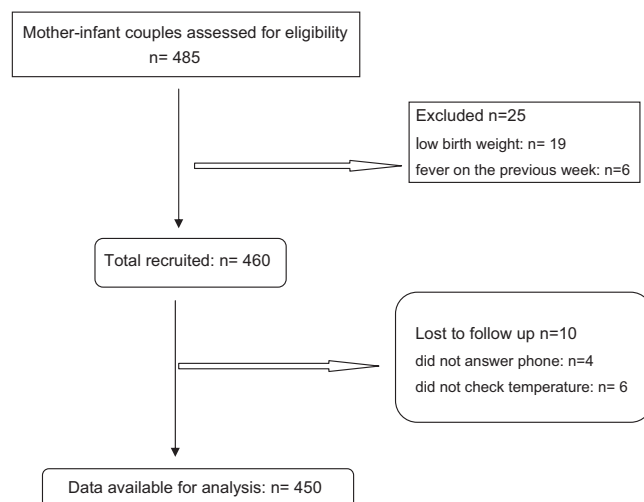 Mother-infant couples assessed for eligibility
n= 485
Excluded n=25
low birth weight: n= 19
fever on the previous week: n=6
Total recruited: n= 460
Lost to follow up n=10
did not answer phone: n=4
did not check temperature: n= 6
Data available for analysis: n= 450